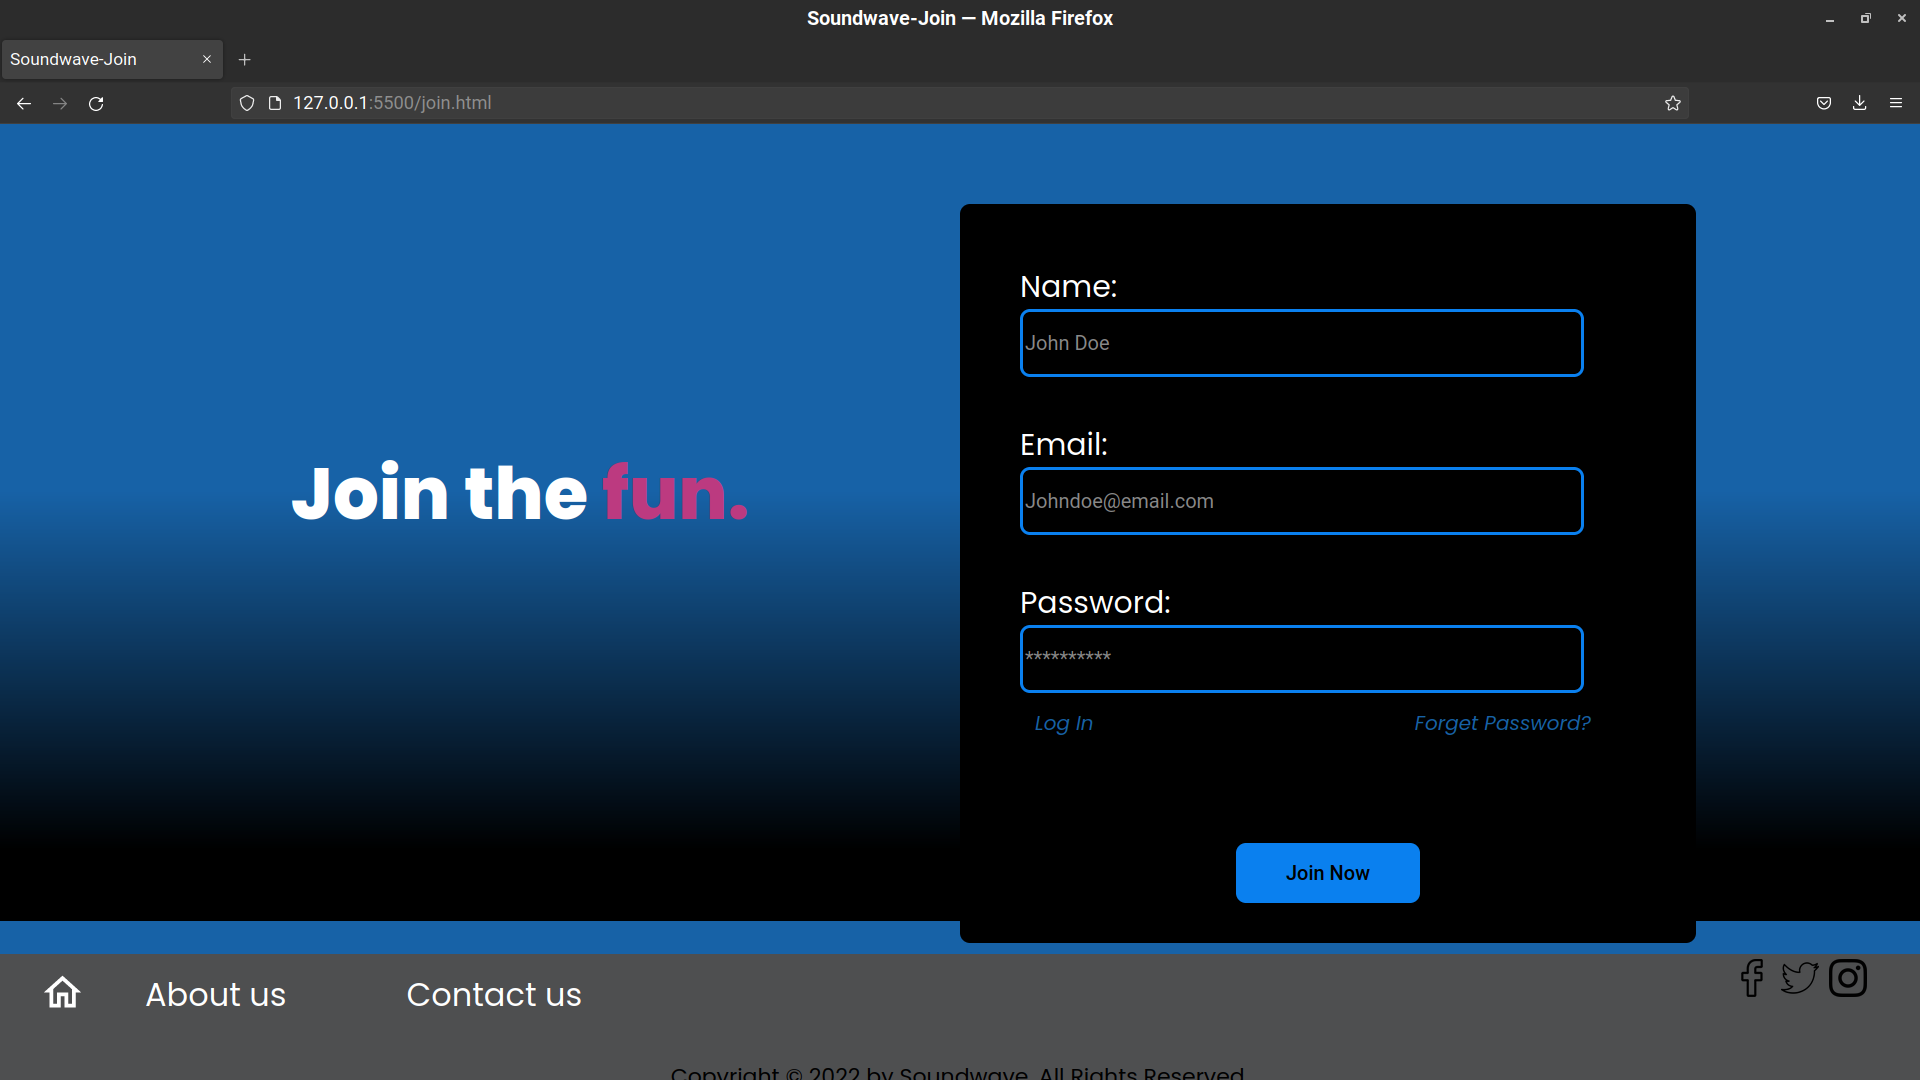 Soundwave-Join — Mozilla Firefox
Soundwave-Join
127.0.0.1:5500/join.html
Join the fun.
Name:
John Doe
Email:
Johndoe@email.com
Password:
**********
Log In
Forget Password?
Join Now
About us
Contact us
Copyright © 2022 by Soundwave. All Rights Reserved